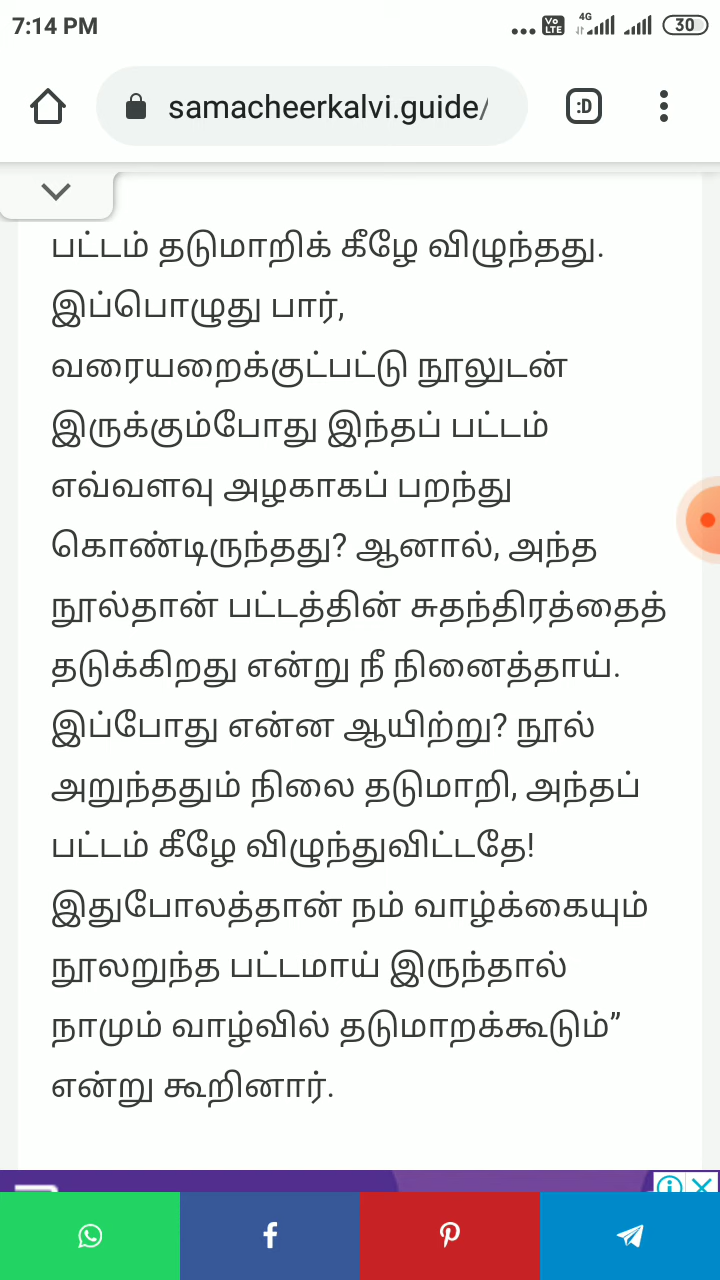 7:14 PM
Vo LTE 4G 30
samacheerkalvi.guide/
:D
பட்டம் தடுமாறிக் கீழே விழுந்தது.
இப்பொழுது பார்,
வரையறைக்குட்பட்டு நூலுடன்
இருக்கும்போது இந்தப் பட்டம்
எவ்வளவு அழகாகப் பறந்து
கொண்டிருந்தது? ஆனால், அந்த
நூல்தான் பட்டத்தின் சுதந்திரத்தைத்
தடுக்கிறது என்று நீ நினைத்தாய்.
இப்போது என்ன ஆயிற்று? நூல்
அறுந்ததும் நிலை தடுமாறி, அந்தப்
பட்டம் கீழே விழுந்துவிட்டதே!
இதுபோலத்தான் நம் வாழ்க்கையும்
நூலறுந்த பட்டமாய் இருந்தால்
நாமும் வாழ்வில் தடுமாறக்கூடும்”
என்று கூறினார்.